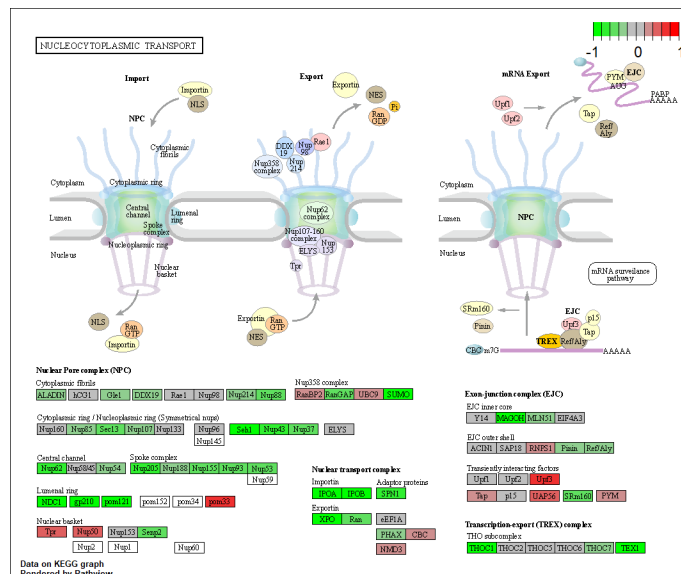 NUCLEOCYTOPLASMIC TRANSPORT
-1 0 1
Import
Importin
NLS
NPC
Cytoplasmic
fibrils
Cytoplasm
Cytoplasmic ring
Lumen
Central
channel
Lumenal
ring
Spoke
complex
Nucleoplasmic ring
Nucleus
Nuclear
basket
NLS
Ran
GTP
Importin
Export
Exportin
NES
Pi
Ran
GDP
DDX
19
Nup
98
Rae1
Nup358
complex
Nup
214
Nup62
complex
Nup107-160
complex
ELYS
Nup
153
Tpr
Exportin
Ran
GTP
NES
mRNA Export
Upf1
Upf2
PYM
EJC
AUG
PABP
AAAAA
Tap
Ref/
Aly
Cytoplasm
Lumen
NPC
Nucleus
mRNA surveilance
pathway
SRm160
Pinin
EJC
p15
Upf3
Tap
TREX
Ref/Aly
CBC
m7G
AAAAA
Nuclear Pore complex (NPC)
Cytoplasmic fibrils
ALADIN hCG1 Gle1 DDX19 Rae1 Nup98 Nup214 Nup88
Nup358 complex
RanBP2 RanGAP UBC9 SUMO
Cytoplasmic ring / Nucleoplasmic ring (Symmetrical nups)
Nup160 Nup85 Sec13 Nup107 Nup133 Nup96 Seh1 Nup43 Nup37 ELYS
Nup145
Central channel
Nup62 Nup58/45 Nup54
Spoke complex
Nup205 Nup188 Nup155 Nup93 Nup53
Nup59
Lumenal ring
NDC1 gp210 pom121 pom152 pom34 pom33
Nuclear basket
Tpr Nup50 Nup153 Senp2
Nup2 Nup1 Nup60
Nuclear transport complex
Importin
IPOA IPOB
Adaptor proteins
SPN1
Exportin
XPO Ran
eEF1A
PHAX CBC
NMD3
Exon-junction complex (EJC)
EJC inner core
Y14 MAGOH MLN51 EIF4A3
EJC outer shell
ACIN1 SAP18 RNPS1 Pinin Ref/Aly
Transiently interacting factors
Upf1 Upf2 Upf3
Tap p15 UAP56 SRm160 PYM
Transcription-export (TREX) complex
THO subcomplex
THOC1 THOC2 THOC5 THOC6 THOC7 TEX1
Data on KEGG graph
Rendered by Pathview